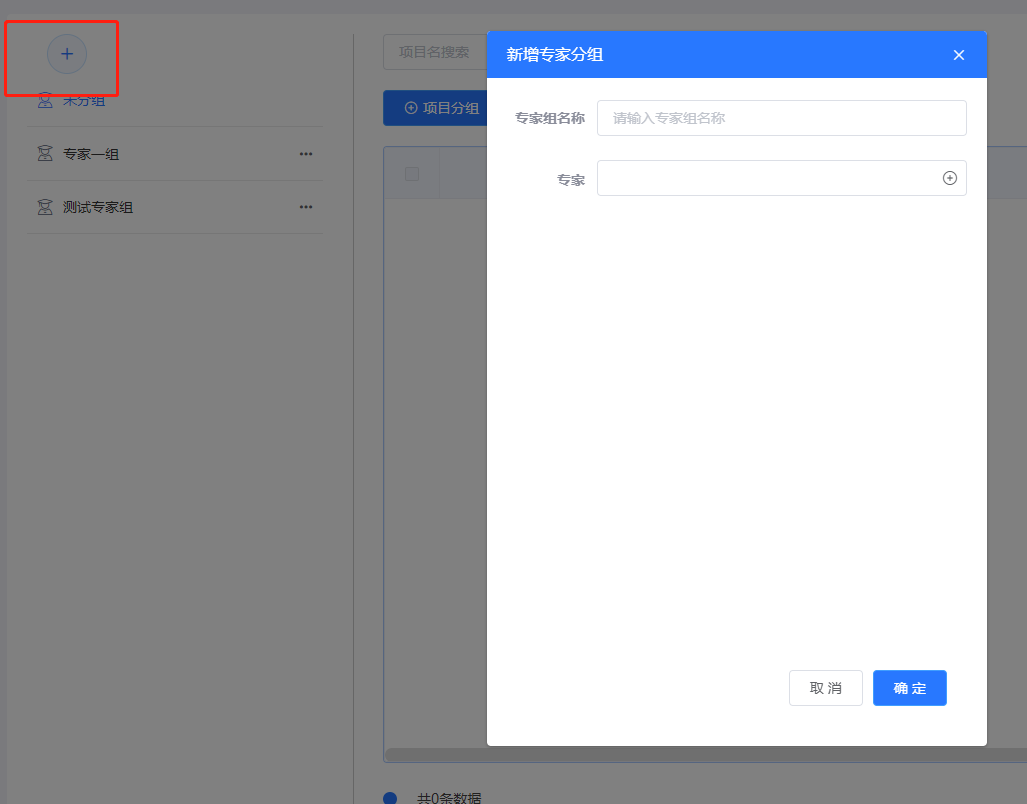 未分组
专家一组
测试专家组
项目名搜索
项目分组
新增专家分组
专家组名称
请输入专家组名称
专家
取 消
确 定
共0条数据